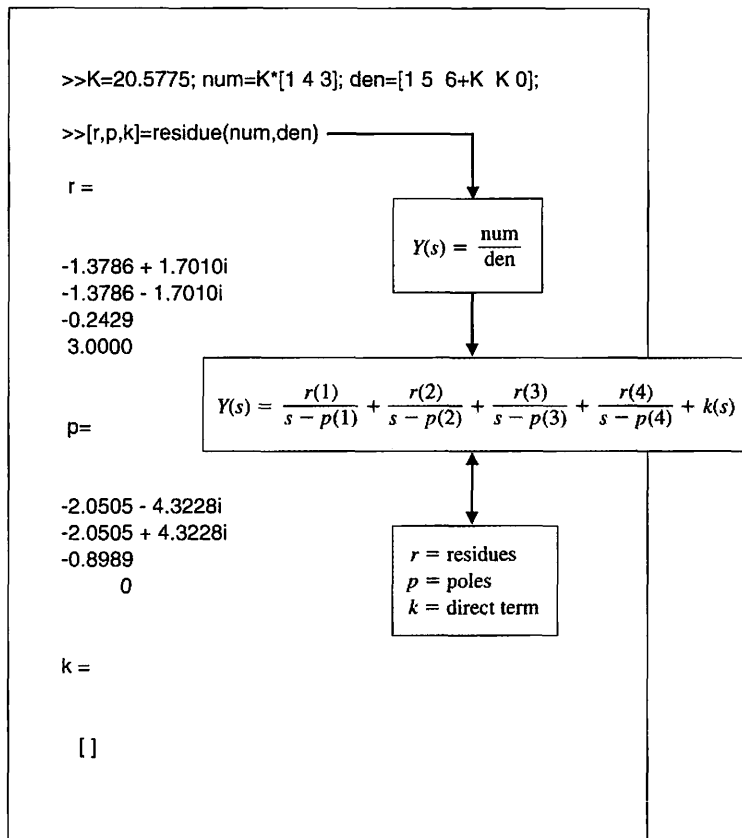 >>K=20.5775; num=K*[1 4 3]; den=[1 5 6+K K 0];
>>[r,p,k]=residue(num,den)
r =
-1.3786 + 1.7010i
-1.3786 - 1.7010i
-0.2429
3.0000
Y(s) = num/den
Y(s) = r(1)/(s - p(1)) + r(2)/(s - p(2)) + r(3)/(s - p(3)) + r(4)/(s - p(4)) + k(s)
p=
-2.0505 - 4.3228i
-2.0505 + 4.3228i
-0.8989
0
r = residues
p = poles
k = direct term
k =
[ ]